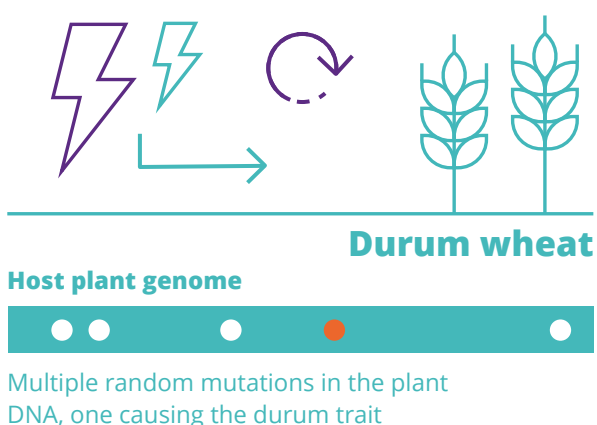 Durum wheat
Host plant genome
Multiple random mutations in the plant
DNA, one causing the durum trait